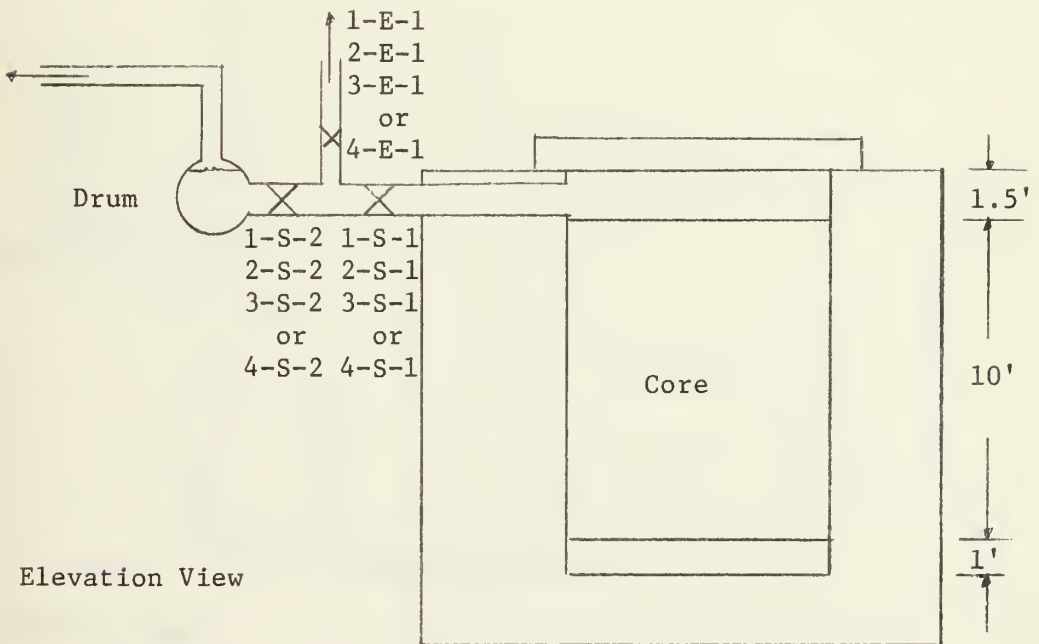 1-E-1
2-E-1
3-E-1
or
4-E-1
Drum
1.5'
1-S-2 1-S-1
2-S-2 2-S-1
3-S-2 3-S-1
or or
4-S-2 4-S-1
10'
Core
1'
Elevation View